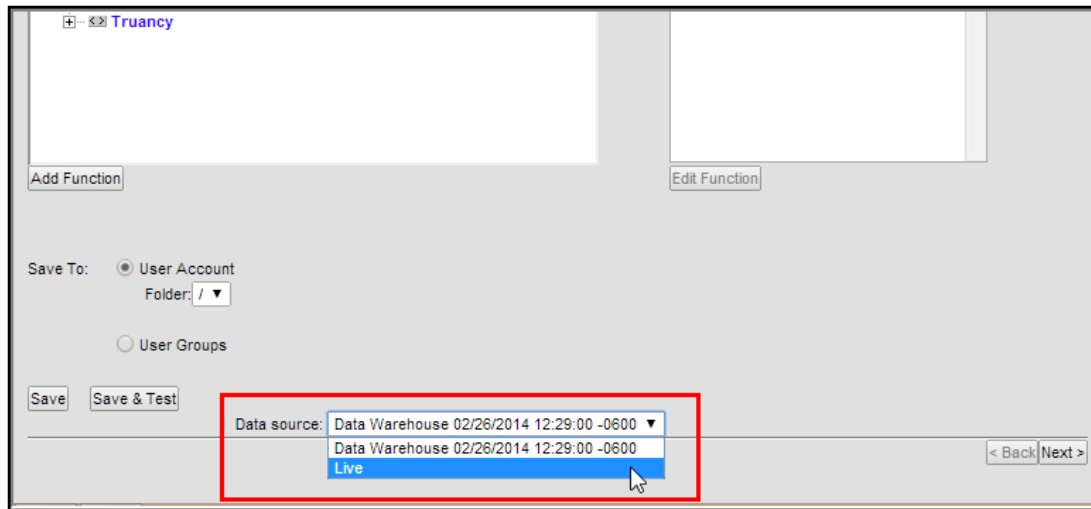 Truancy
Add Function
Edit Function
Save To:
User Account
Folder: /
User Groups
Save
Save & Test
Data source: Data Warehouse 02/26/2014 12:29:00 -0600
Data Warehouse 02/26/2014 12:29:00 -0600
Live
< Back
Next >